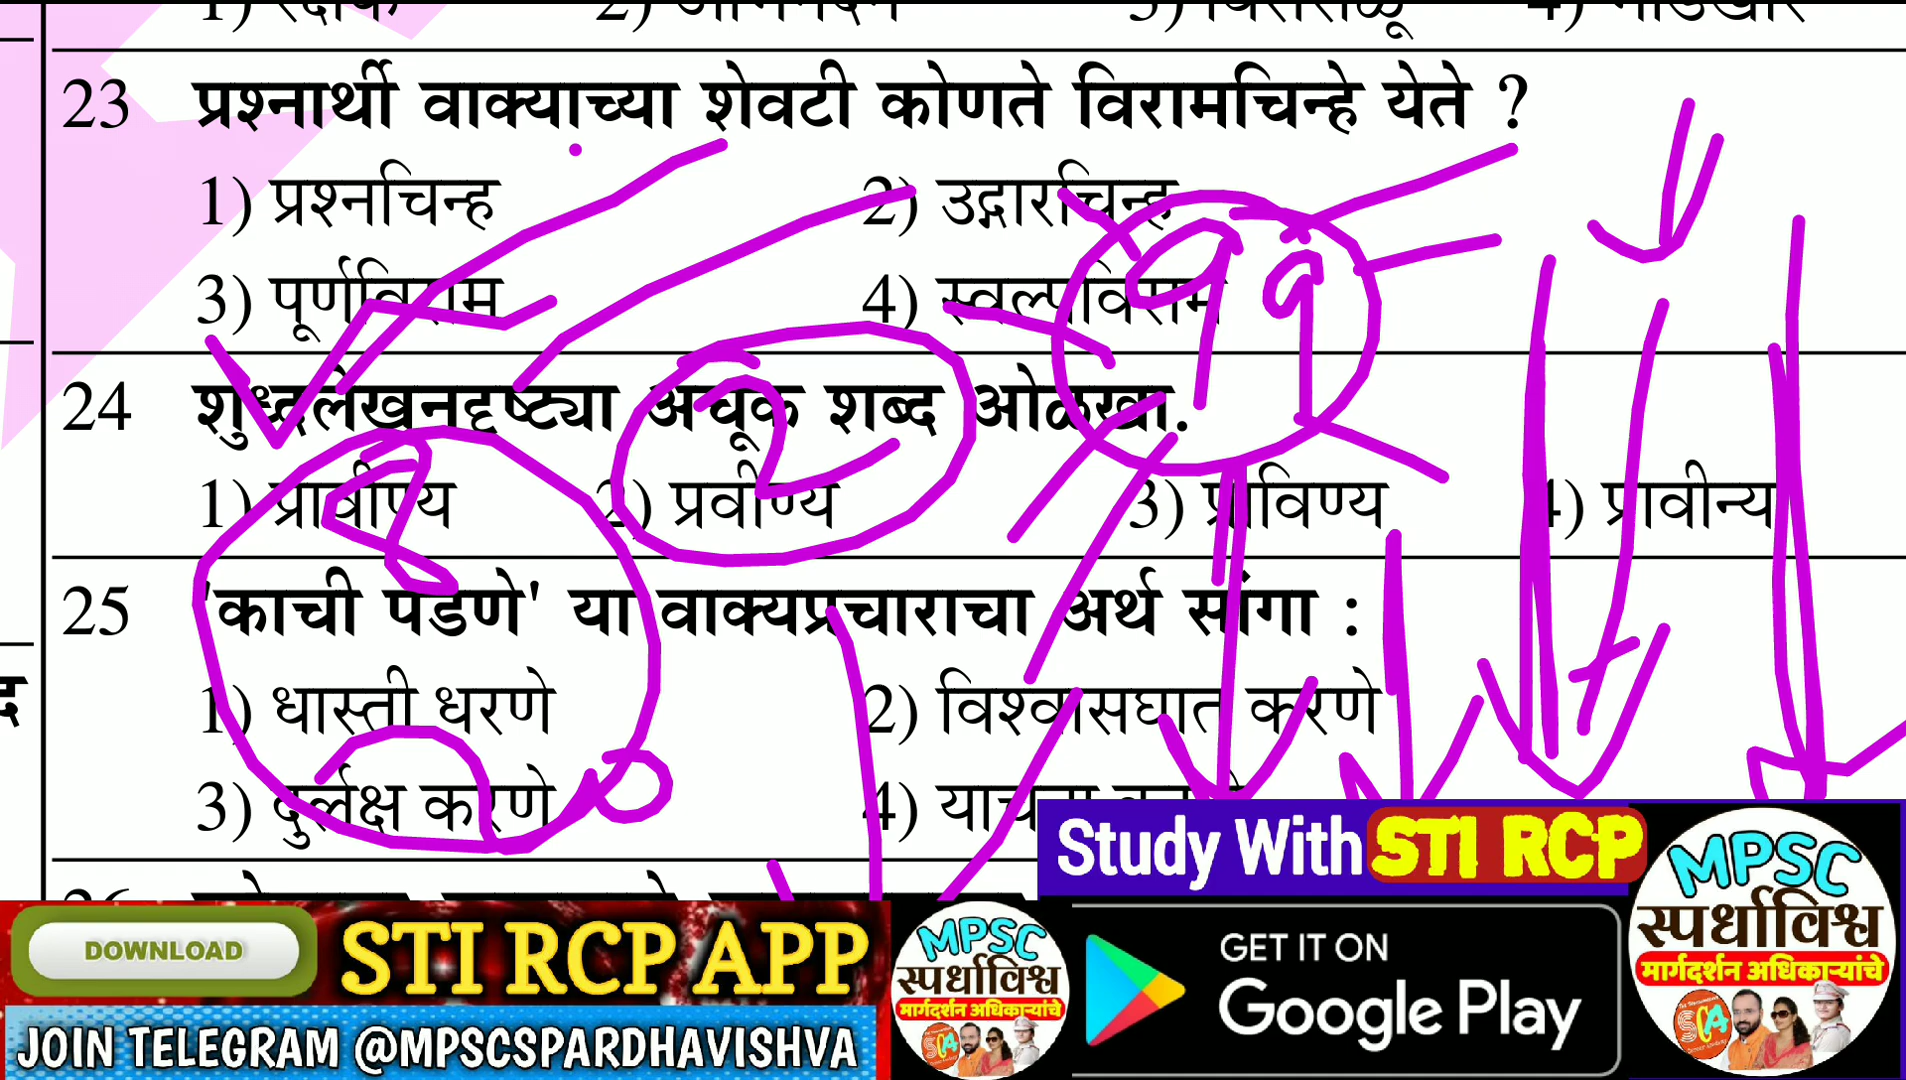 23 प्रश्नार्थी वाक्याच्या शेवटी कोणते विरामचिन्हे येते ?
1) प्रश्नचिन्ह 2) उद्गारचिन्ह
3) पूर्णविराम 4) स्वल्पविराम
24 शुध्दलेखनदृष्ट्या अचूक शब्द ओळखा.
1) प्रावीण्य 2) प्रवीण्य 3) प्राविण्य 4) प्रावीन्य
25 'काची पडणे' या वाक्यप्रचाराचा अर्थ सांगा :
1) धास्ती धरणे 2) विश्वासघात करणे
3) दुर्लक्ष करणे 4)
Study With STI RCP
DOWNLOAD STI RCP APP
JOIN TELEGRAM @MPSCSPARDHAVISHVA
MPSC
स्पर्धाविश्व
मार्गदर्शन अधिकाऱ्यांचे
GET IT ON
Google Play
MPSC
स्पर्धाविश्व
मार्गदर्शन अधिकाऱ्यांचे